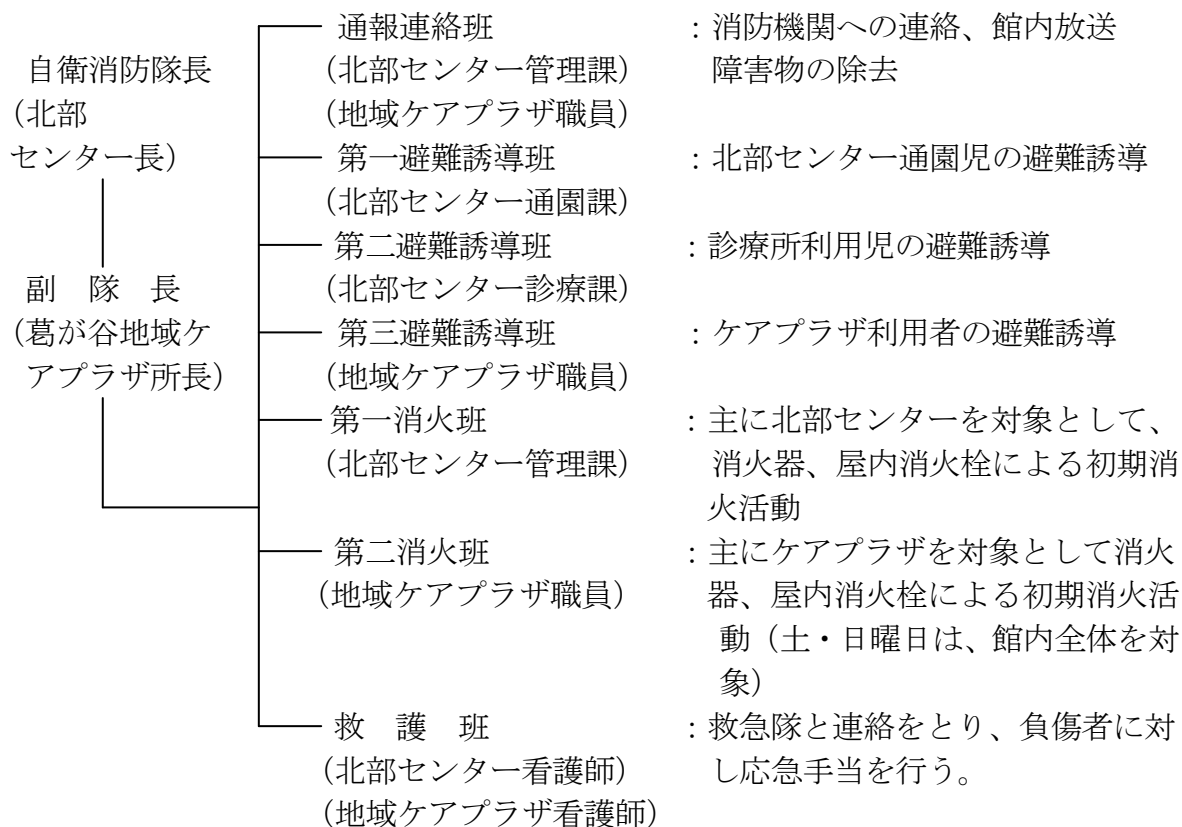 通報連絡班 ：消防機関への連絡、館内放送
自衛消防隊長 (北部センター管理課) 障害物の除去
(北部 (地域ケアプラザ職員)
センター長) 第一避難誘導班 ：北部センター通園児の避難誘導
(北部センター通園課)
第二避難誘導班 ：診療所利用児の避難誘導
副 隊 長 (北部センター診療課)
(葛が谷地域ケ 第三避難誘導班 ：ケアプラザ利用者の避難誘導
アプラザ所長) (地域ケアプラザ職員)
第一消火班 ：主に北部センターを対象として、
(北部センター管理課) 消火器、屋内消火栓による初期消
火活動
第二消火班 ：主にケアプラザを対象として消火
(地域ケアプラザ職員) 器、屋内消火栓による初期消火活
動（土・日曜日は、館内全体を対
象）
救 護 班 ：救急隊と連絡をとり、負傷者に対
(北部センター看護師) し応急手当を行う。
(地域ケアプラザ看護師)